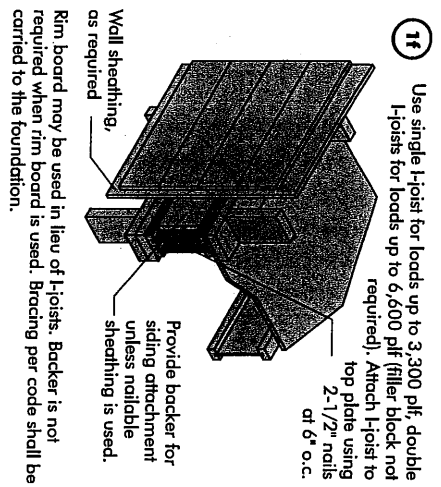 1f
Use single I-joist for loads up to 3,300 plf, double
I-joists for loads up to 6,600 plf (filler block not
required). Attach I-joist to
top plate using
2-1/2" nails
at 6" o.c.
Wall sheathing,
as required
Provide backer for
siding attachment
unless nailable
sheathing is used.
Rim board may be used in lieu of I-joists. Backer is not
required when rim board is used. Bracing per code shall be
carried to the foundation.